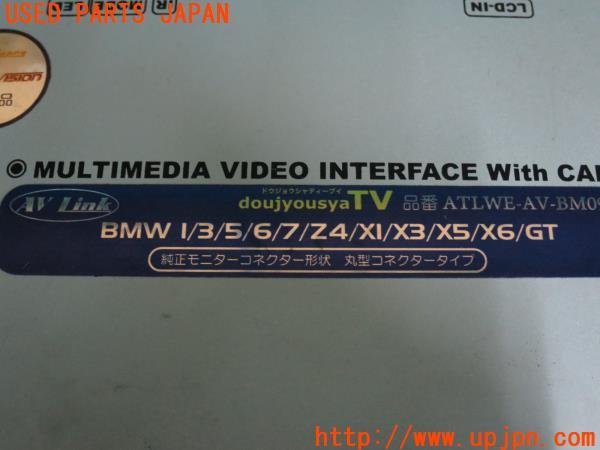 USED PARTS JAPAN
LCD-IN
品
● MULTIMEDIA VIDEO INTERFACE With CA
AV Link
ドウジョウシャティーブイ
doujyousyaTV 品番 ATLWE-AV-BM09
BMW 1/3/5/6/7/Z4/X1/X3/X5/X6/GT
純正モニターコネクター形状 丸型コネクタータイプ
http://www.upjpn.com/